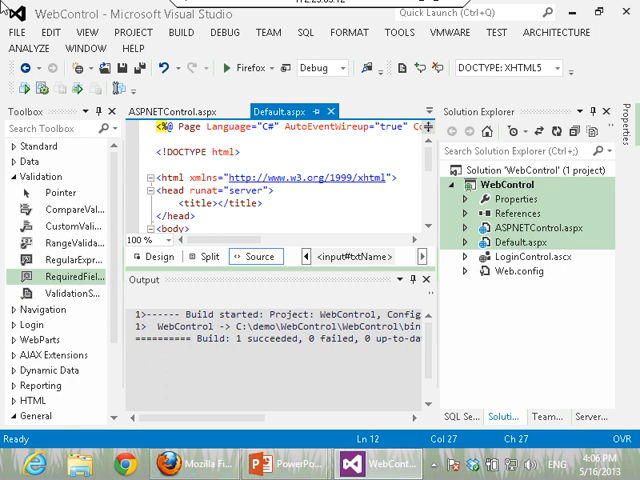 WebControl - Microsoft Visual Studio
Quick Launch (Ctrl+Q)
FILE EDIT VIEW PROJECT BUILD DEBUG TEAM SQL FORMAT TOOLS VMWARE TEST ARCHITECTURE
ANALYZE WINDOW HELP
Firefox Debug DOCTYPE: XHTML5
Toolbox
Search Toolbox
Standard
Data
Validation
Pointer
CompareVal...
CustomVali...
RangeValida...
RegularExpr...
RequiredFiel...
ValidationS...
Navigation
Login
WebParts
AJAX Extensions
Dynamic Data
Reporting
HTML
General
ASPNETControl.aspx Default.aspx
<%@ Page Language="C#" AutoEventWireup="true" Co
<!DOCTYPE html>
<html xmlns="http://www.w3.org/1999/xhtml">
<head runat="server">
<title></title>
</head>
<body>
100 %
Design Split Source <input#txtName>
Output
1>------ Build started: Project: WebControl, Config
1> WebControl -> C:\demo\WebControl\WebControl\bin
========== Build: 1 succeeded, 0 failed, 0 up-to-da
Solution Explorer
Search Solution Explorer (Ctrl+;)
Solution 'WebControl' (1 project)
WebControl
Properties
References
ASPNETControl.aspx
Default.aspx
LoginControl.ascx
Web.config
SQL Se... Soluti... Team... Server...
Properties
Ready Ln 12 Col 27 Ch 27 OVR
Mozilla Fi... PowerPo... WebCont...
4:06 PM
5/16/2013